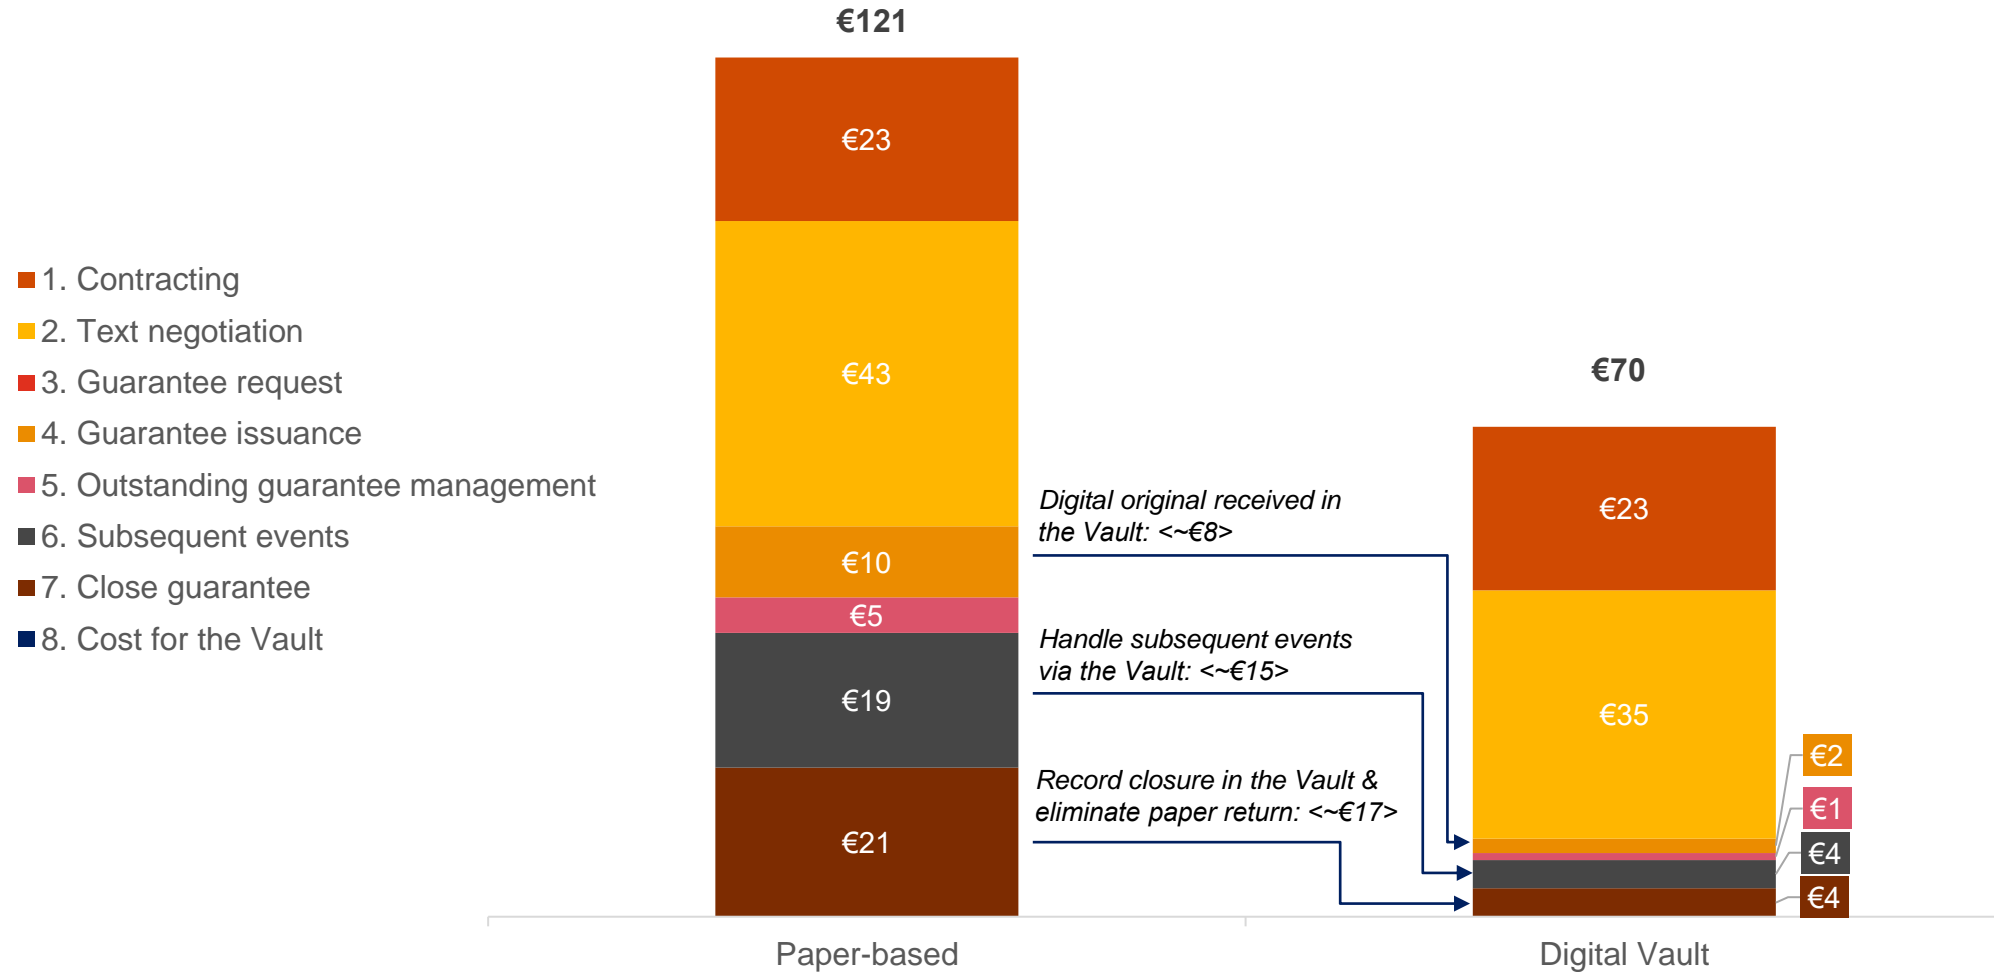 €121
€23
€43
€10
€5
€19
€21
Paper-based
1. Contracting
2. Text negotiation
3. Guarantee request
4. Guarantee issuance
5. Outstanding guarantee management
6. Subsequent events
7. Close guarantee
8. Cost for the Vault
Digital original received in
the Vault: <~€8>
Handle subsequent events
via the Vault: <~€15>
Record closure in the Vault &
eliminate paper return: <~€17>
€70
€23
€35
€2
€1
€4
€4
Digital Vault